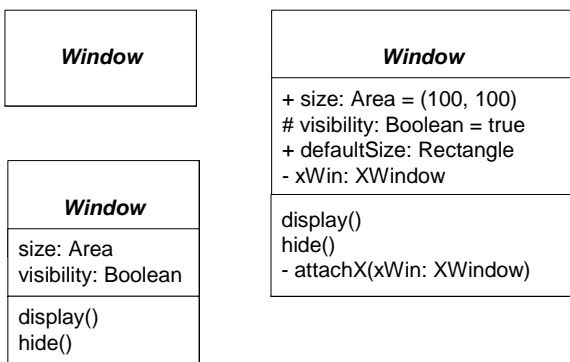 Window
Window
size: Area
visibility: Boolean
display()
hide()
Window
+ size: Area = (100, 100)
# visibility: Boolean = true
+ defaultSize: Rectangle
- xWin: XWindow
display()
hide()
- attachX(xWin: XWindow)